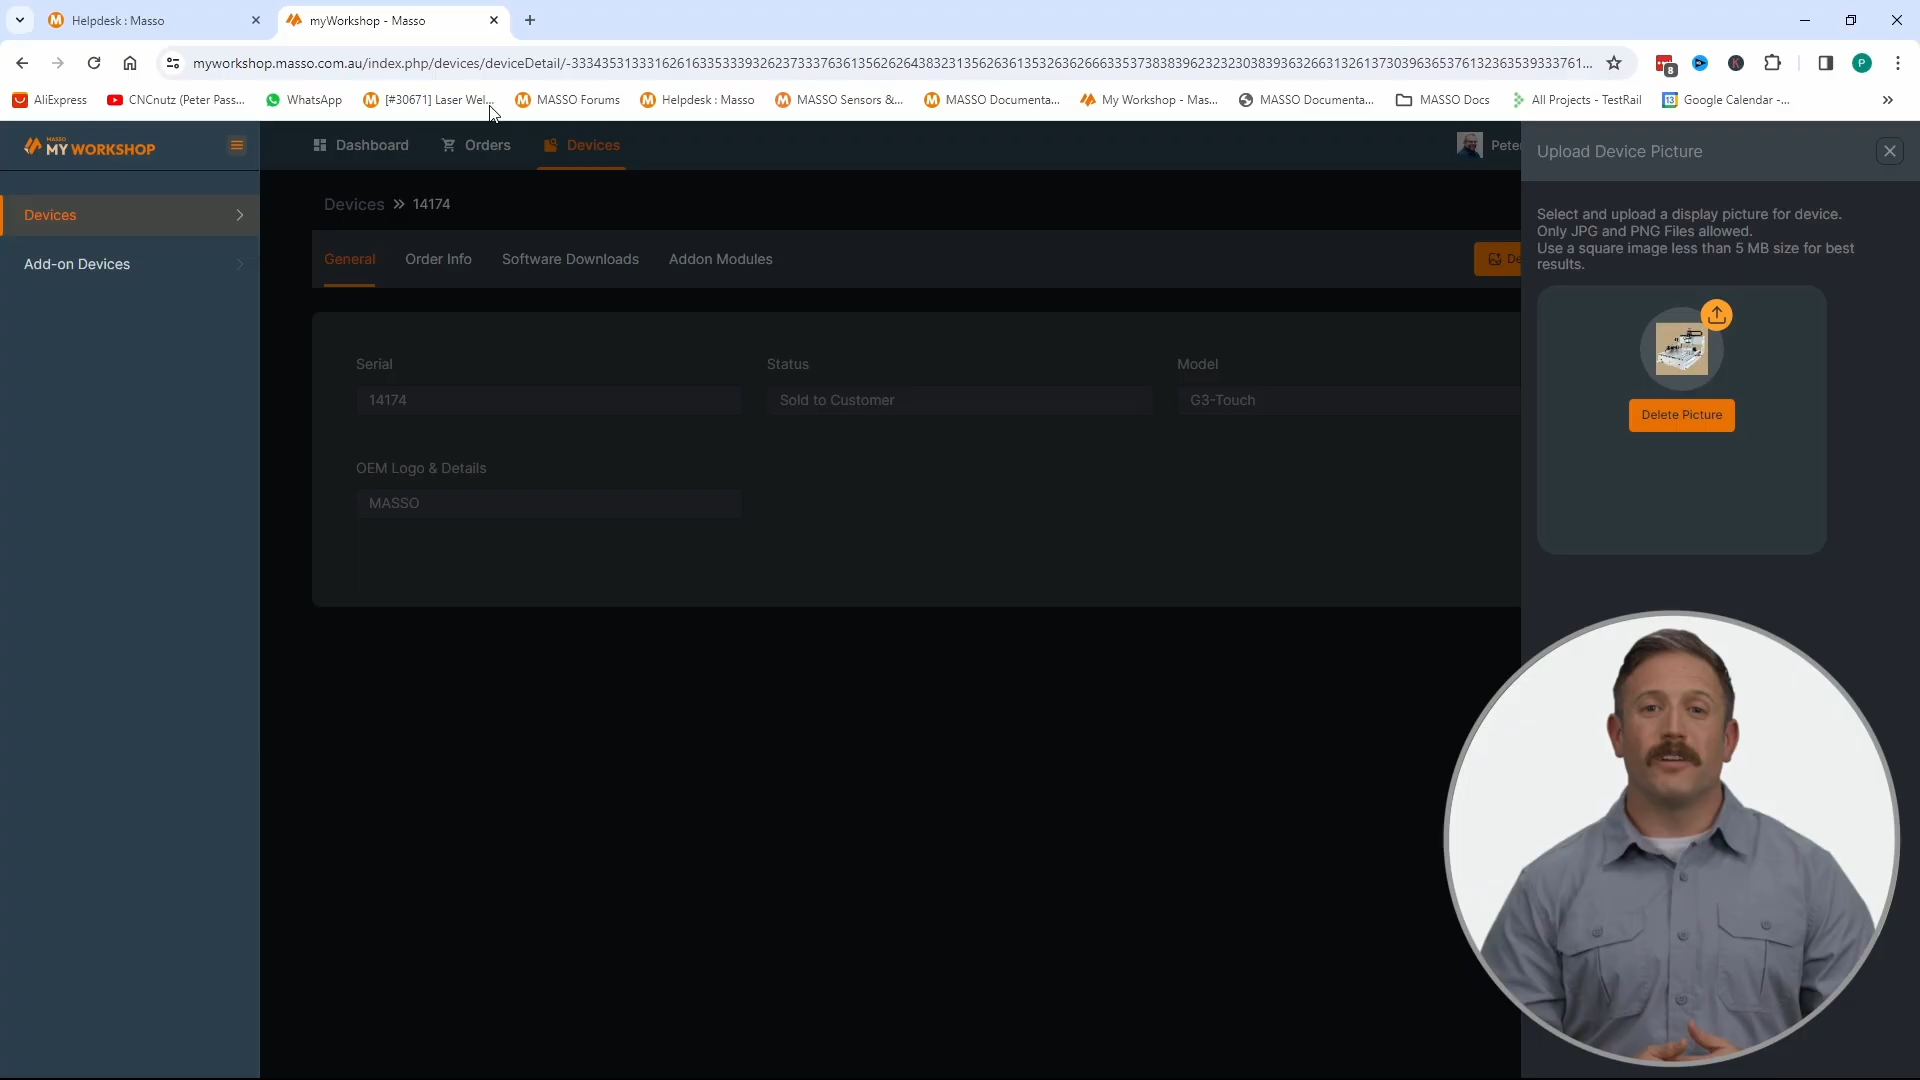 Helpdesk : Masso
myWorkshop - Masso
myworkshop.masso.com.au/index.php/devices/deviceDetail/
8
P
AliExpress
CNCnutz (Peter Pass...
WhatsApp
[#30671] Laser Wel...
MASSO Forums
Helpdesk : Masso
MASSO Sensors &...
MASSO Documenta...
My Workshop - Mas...
MASSO Documenta...
MASSO Docs
All Projects - TestRail
13
Google Calendar -...
MASSO
MY WORKSHOP
Dashboard
Orders
Devices
Peter
Upload Device Picture
Devices
Add-on Devices
Devices » 14174
General
Order Info
Software Downloads
Addon Modules
De
Serial
14174
Status
Sold to Customer
Model
G3-Touch
OEM Logo & Details
MASSO
Select and upload a display picture for device.
Only JPG and PNG Files allowed.
Use a square image less than 5 MB size for best
results.
Delete Picture